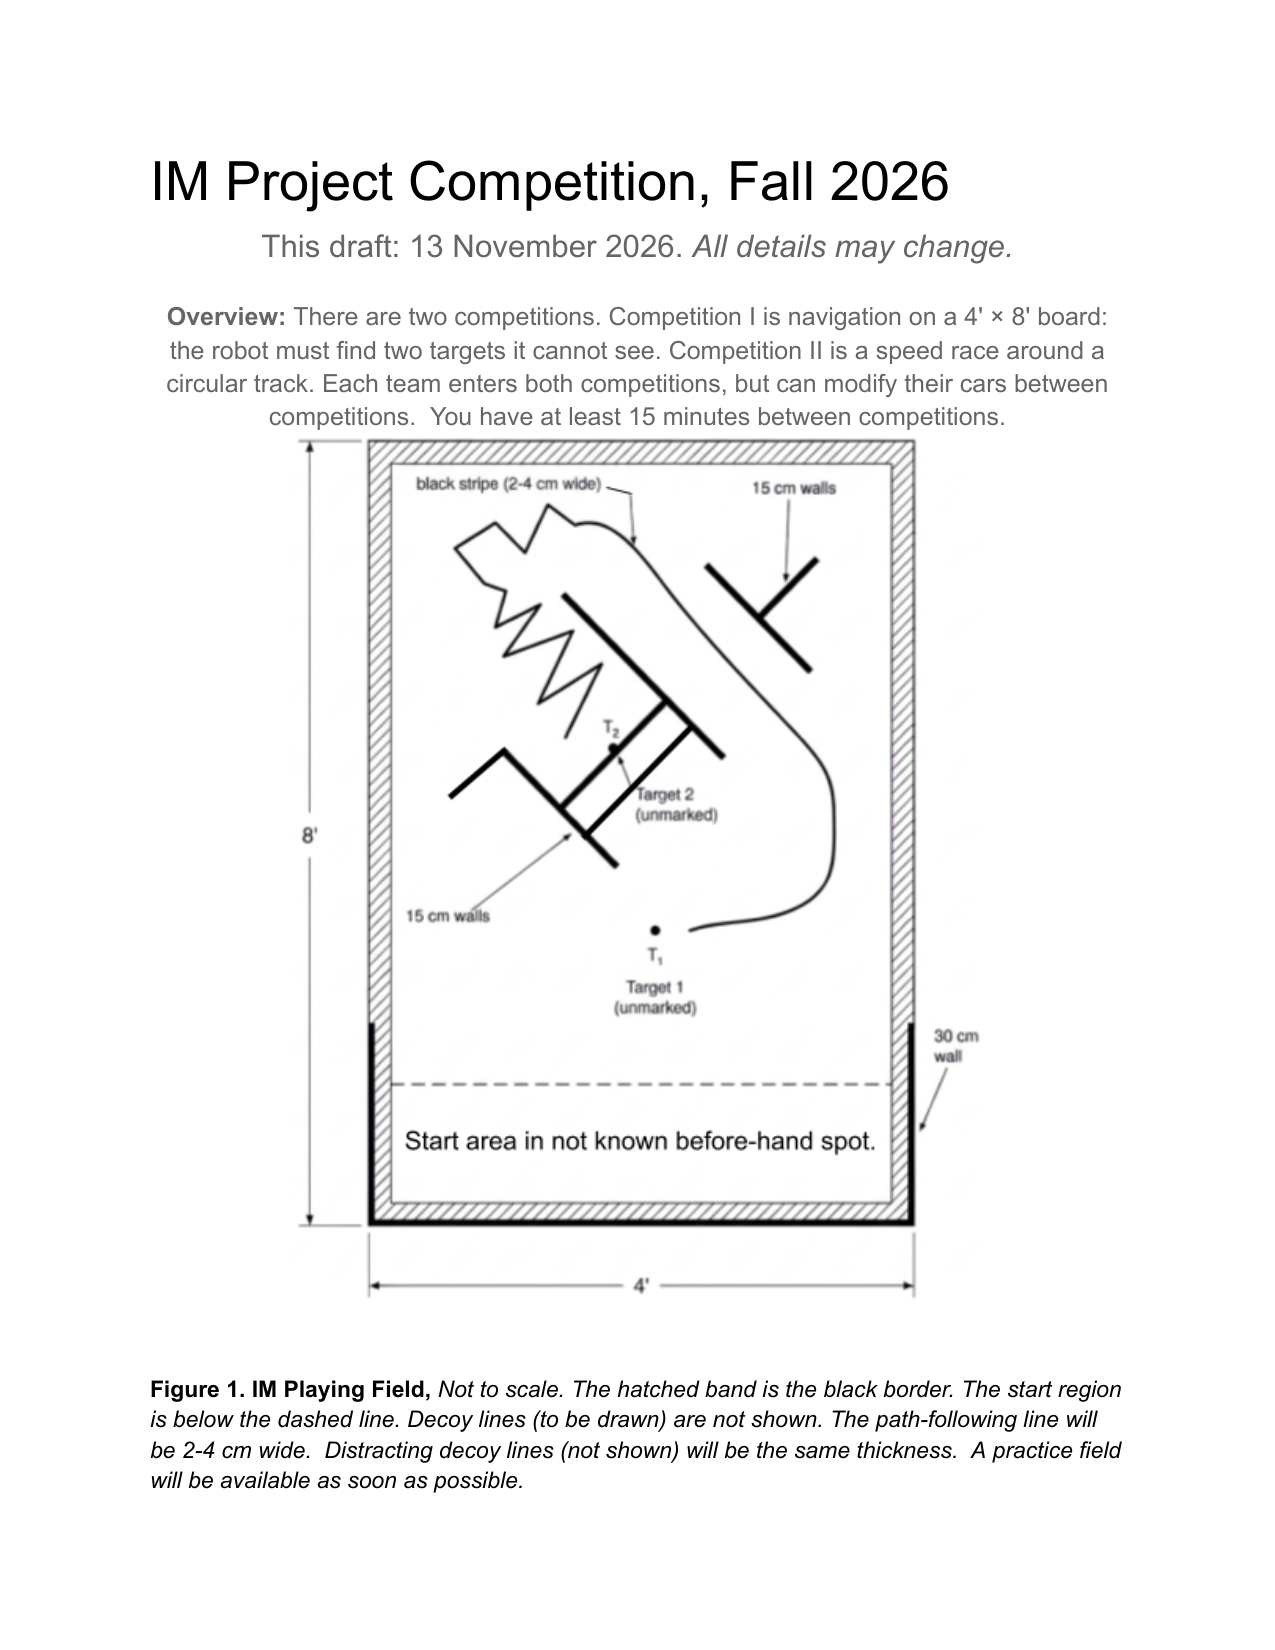 IM Project Competition, Fall 2026
This draft: 13 November 2026. All details may change.
Overview: There are two competitions. Competition I is navigation on a 4' × 8' board:
the robot must find two targets it cannot see. Competition II is a speed race around a
circular track. Each team enters both competitions, but can modify their cars between
competitions.  You have at least 15 minutes between competitions.
black stripe (2-4 cm wide)
15 cm walls
T₂
Target 2
(unmarked)
8'
15 cm walls
T₁
Target 1
(unmarked)
30 cm
wall
Start area in not known before-hand spot.
4'
Figure 1. IM Playing Field, Not to scale. The hatched band is the black border. The start region
is below the dashed line. Decoy lines (to be drawn) are not shown. The path-following line will
be 2-4 cm wide.  Distracting decoy lines (not shown) will be the same thickness.  A practice field
will be available as soon as possible.